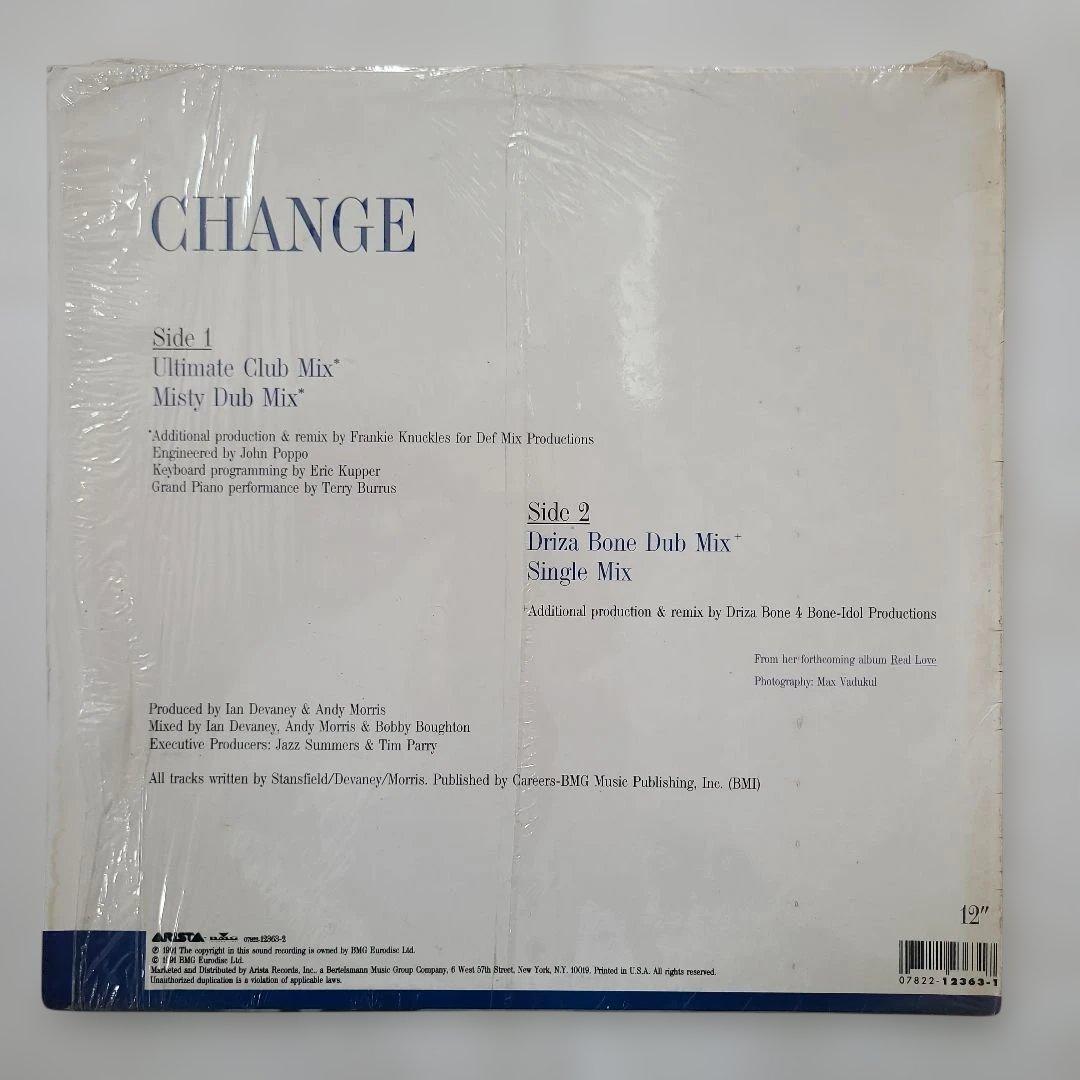 CHANGE
Side 1
Ultimate Club Mix*
Misty Dub Mix*
*Additional production & remix by Frankie Knuckles for Def Mix Productions
Engineered by John Poppo
Keyboard programming by Eric Kupper
Grand Piano performance by Terry Burrus
Side 2
Driza Bone Dub Mix+
Single Mix
+Additional production & remix by Driza Bone 4 Bone-Idol Productions
From her forthcoming album Real Love
Photography: Max Vadukul
Produced by Ian Devaney & Andy Morris
Mixed by Ian Devaney, Andy Morris & Bobby Boughton
Executive Producers: Jazz Summers & Tim Parry
All tracks written by Stansfield/Devaney/Morris. Published by Careers-BMG Music Publishing, Inc. (BMI)
12"
ARISTA BMG 07822-12363-2
℗ 1991 The copyright in this sound recording is owned by BMG Eurodisc Ltd.
© 1991 BMG Eurodisc Ltd.
Marketed and Distributed by Arista Records, Inc., a Bertelsmann Music Group Company, 6 West 57th Street, New York, N.Y. 10019. Printed in U.S.A. All rights reserved.
Unauthorized duplication is a violation of applicable laws.
07822-12363-1